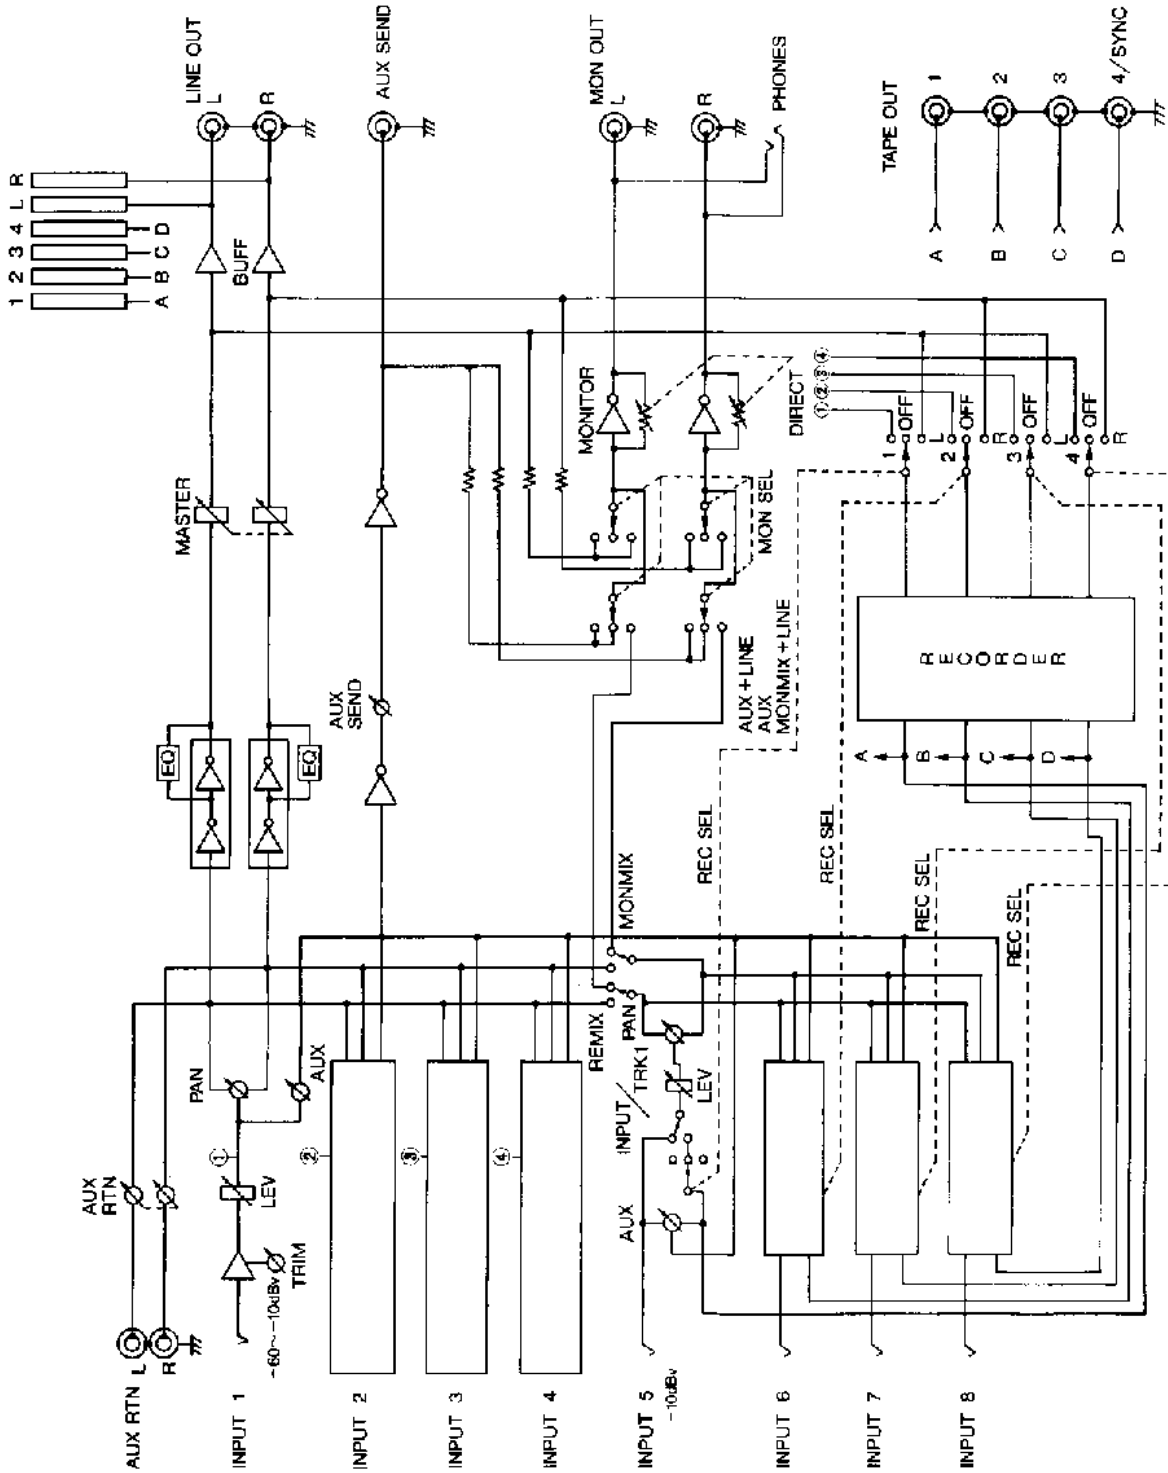 AUX RTN
L
R
INPUT 1
-60~-10dBv
TRIM
LEV
①
PAN
AUX
AUX
RTN
INPUT 2
②
INPUT 3
③
INPUT 4
④
INPUT 5
-10dBv
AUX
INPUT/
TRK1
LEV
PAN
REMIX
MONMIX
INPUT 6
INPUT 7
INPUT 8
REC SEL
REC SEL
REC SEL
REC SEL
EQ
EQ
MASTER
BUFF
1 2 3 4 L R
A B C D
LINE OUT
L
R
AUX
SEND
AUX SEND
MONITOR
MON SEL
AUX+LINE
AUX
MONMIX+LINE
MON OUT
L
R
PHONES
DIRECT
① ② ③ ④
1 OFF L
2 OFF R
3 OFF L
4 OFF R
RECORDER
A
B
C
D
TAPE OUT
A 1
B 2
C 3
D 4/SYNC